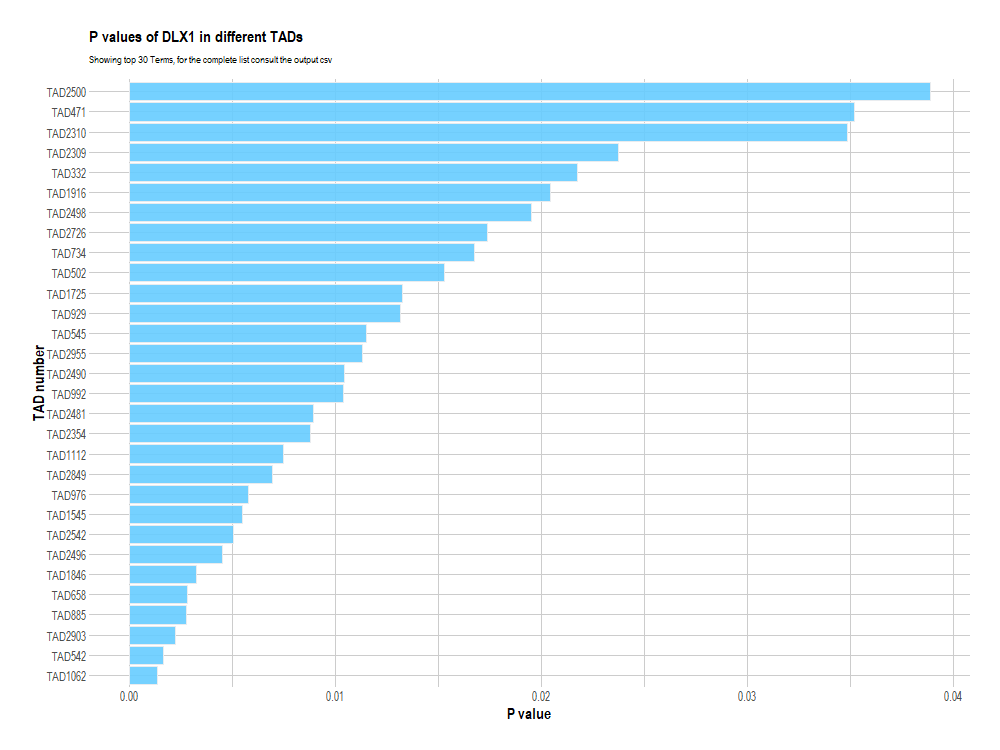 P values of DLX1 in different TADs
Showing top 30 Terms, for the complete list consult the output csv
TAD number
TAD2500
TAD471
TAD2310
TAD2309
TAD332
TAD1916
TAD2498
TAD2726
TAD734
TAD502
TAD1725
TAD929
TAD545
TAD2955
TAD2490
TAD992
TAD2481
TAD2354
TAD1112
TAD2849
TAD976
TAD1545
TAD2542
TAD2496
TAD1846
TAD658
TAD885
TAD2903
TAD542
TAD1062
0.00 0.01 0.02 0.03 0.04
P value